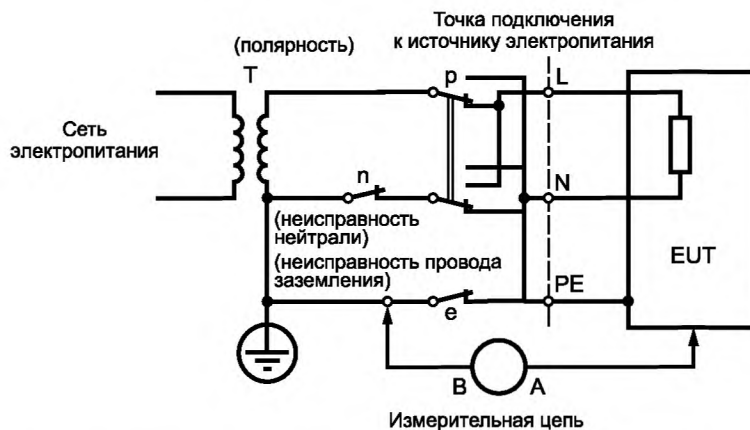 Точка подключения
к источнику электропитания
(полярность)
T
p
L
Сеть
электропитания
n
N
(неисправность
нейтрали)
(неисправность провода
заземления)
EUT
PE
e
B
A
Измерительная цепь